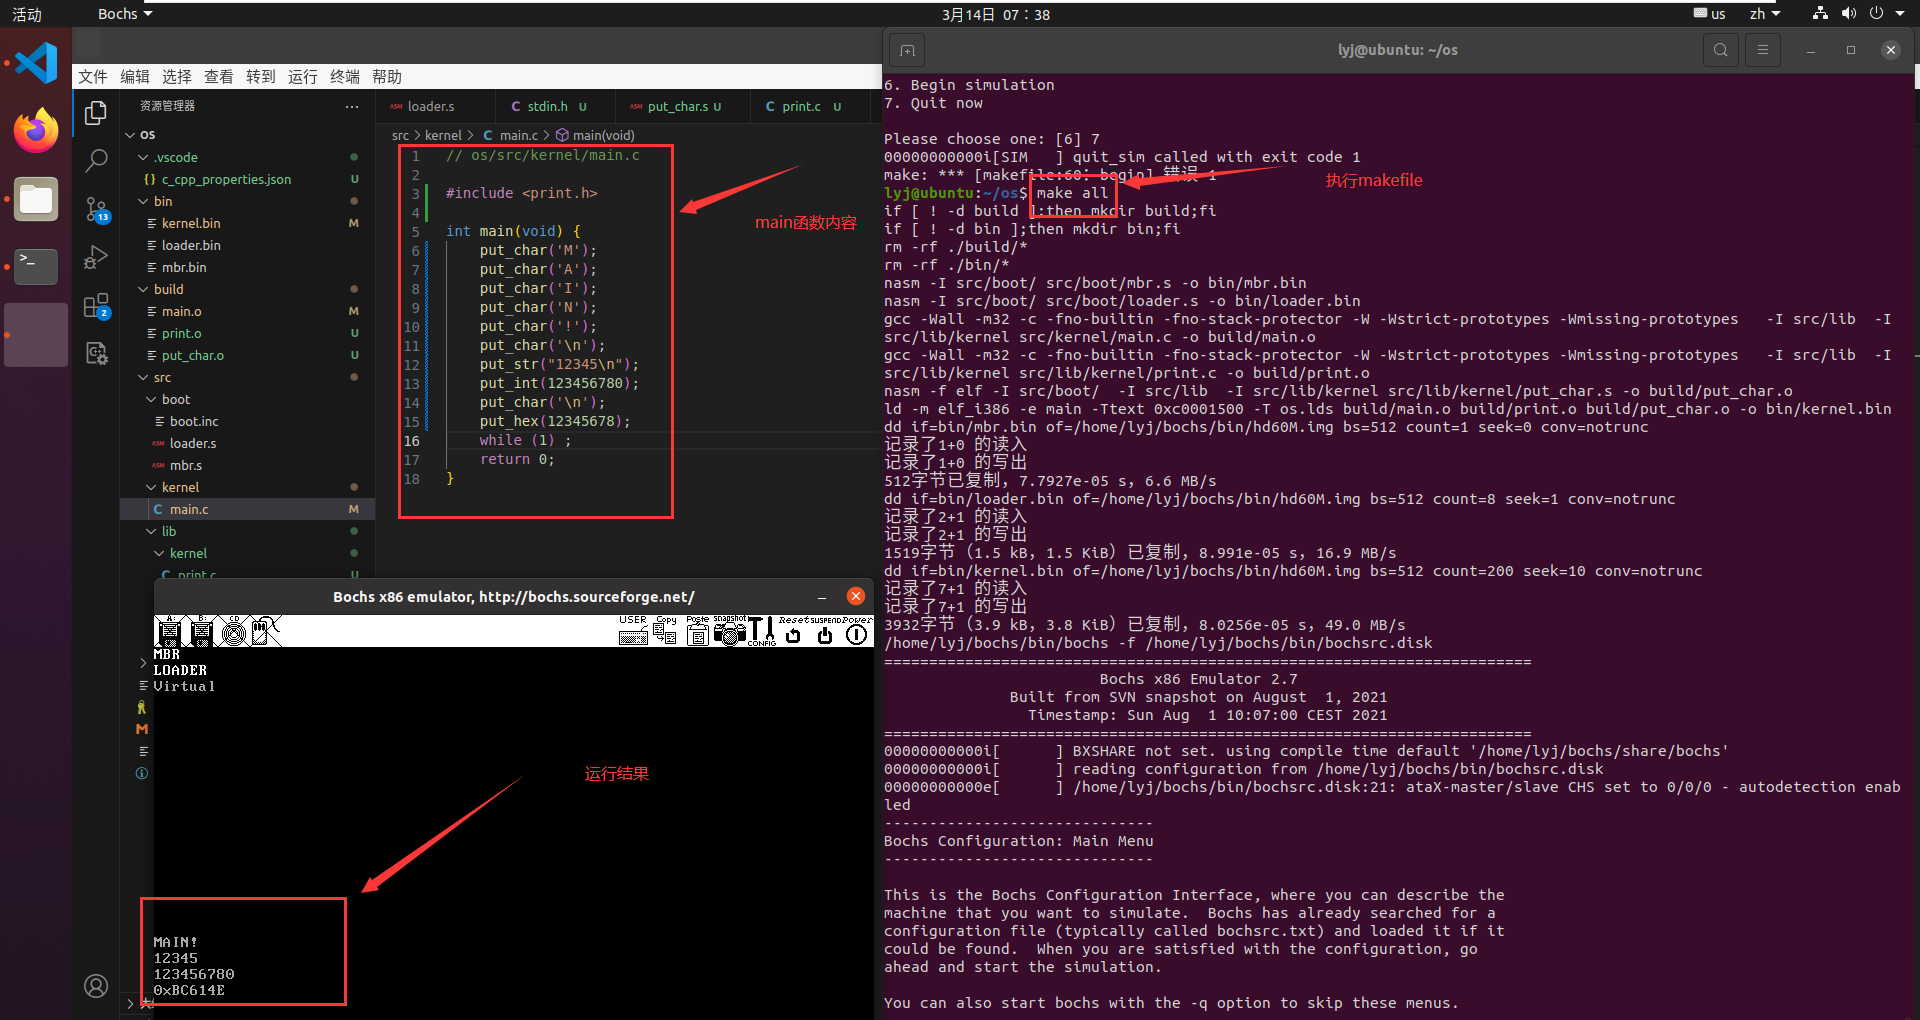 活动
Bochs
3月14日 07：38
us
zh
文件 编辑 选择 查看 转到 运行 终端 帮助
资源管理器
OS
.vscode
c_cpp_properties.json U
bin
kernel.bin M
loader.bin
mbr.bin
build
main.o M
print.o U
put_char.o U
src
boot
boot.inc
ASM loader.s
ASM mbr.s
kernel
C main.c M
lib
kernel
C print.c U
13
2
ASM loader.s
C stdin.h U
ASM put_char.s U
C print.c U
src > kernel > C main.c > main(void)
1 // os/src/kernel/main.c
2
3 #include <print.h>
4
5 int main(void) {
6 put_char('M');
7 put_char('A');
8 put_char('I');
9 put_char('N');
10 put_char('!');
11 put_char('\n');
12 put_str("12345\n");
13 put_int(123456780);
14 put_char('\n');
15 put_hex(12345678);
16 while (1) ;
17 return 0;
18 }
main函数内容
Bochs x86 emulator, http://bochs.sourceforge.net/
A: B: CD USER Copy Paste Snapshot CONFIG Reset SUSPEND Power
MBR
LOADER
Virtual
运行结果
MAIN!
12345
123456780
0xBC614E
lyj@ubuntu: ~/os
6. Begin simulation
7. Quit now
Please choose one: [6] 7
00000000000i[SIM   ] quit_sim called with exit code 1
make: *** [makefile:60: begin] 错误 1
执行makefile
lyj@ubuntu:~/os$ make all
if [ ! -d build ];then mkdir build;fi
if [ ! -d bin ];then mkdir bin;fi
rm -rf ./build/*
rm -rf ./bin/*
nasm -I src/boot/ src/boot/mbr.s -o bin/mbr.bin
nasm -I src/boot/ src/boot/loader.s -o bin/loader.bin
gcc -Wall -m32 -c -fno-builtin -fno-stack-protector -W -Wstrict-prototypes -Wmissing-prototypes   -I src/lib  -I
src/lib/kernel src/kernel/main.c -o build/main.o
gcc -Wall -m32 -c -fno-builtin -fno-stack-protector -W -Wstrict-prototypes -Wmissing-prototypes   -I src/lib  -I
src/lib/kernel src/lib/kernel/print.c -o build/print.o
nasm -f elf -I src/boot/  -I src/lib  -I src/lib/kernel src/lib/kernel/put_char.s -o build/put_char.o
ld -m elf_i386 -e main -Ttext 0xc0001500 -T os.lds build/main.o build/print.o build/put_char.o -o bin/kernel.bin
dd if=bin/mbr.bin of=/home/lyj/bochs/bin/hd60M.img bs=512 count=1 seek=0 conv=notrunc
记录了1+0 的读入
记录了1+0 的写出
512字节已复制，7.7927e-05 s，6.6 MB/s
dd if=bin/loader.bin of=/home/lyj/bochs/bin/hd60M.img bs=512 count=8 seek=1 conv=notrunc
记录了2+1 的读入
记录了2+1 的写出
1519字节（1.5 kB，1.5 KiB）已复制，8.991e-05 s，16.9 MB/s
dd if=bin/kernel.bin of=/home/lyj/bochs/bin/hd60M.img bs=512 count=200 seek=10 conv=notrunc
记录了7+1 的读入
记录了7+1 的写出
3932字节（3.9 kB，3.8 KiB）已复制，8.0256e-05 s，49.0 MB/s
/home/lyj/bochs/bin/bochs -f /home/lyj/bochs/bin/bochsrc.disk
========================================================================
Bochs x86 Emulator 2.7
Built from SVN snapshot on August  1, 2021
Timestamp: Sun Aug  1 10:07:00 CEST 2021
========================================================================
00000000000i[      ] BXSHARE not set. using compile time default '/home/lyj/bochs/share/bochs'
00000000000i[      ] reading configuration from /home/lyj/bochs/bin/bochsrc.disk
00000000000e[      ] /home/lyj/bochs/bin/bochsrc.disk:21: ataX-master/slave CHS set to 0/0/0 - autodetection enab
led
------------------------------
Bochs Configuration: Main Menu
------------------------------
This is the Bochs Configuration Interface, where you can describe the
machine that you want to simulate.  Bochs has already searched for a
configuration file (typically called bochsrc.txt) and loaded it if it
could be found.  When you are satisfied with the configuration, go
ahead and start the simulation.
You can also start bochs with the -q option to skip these menus.